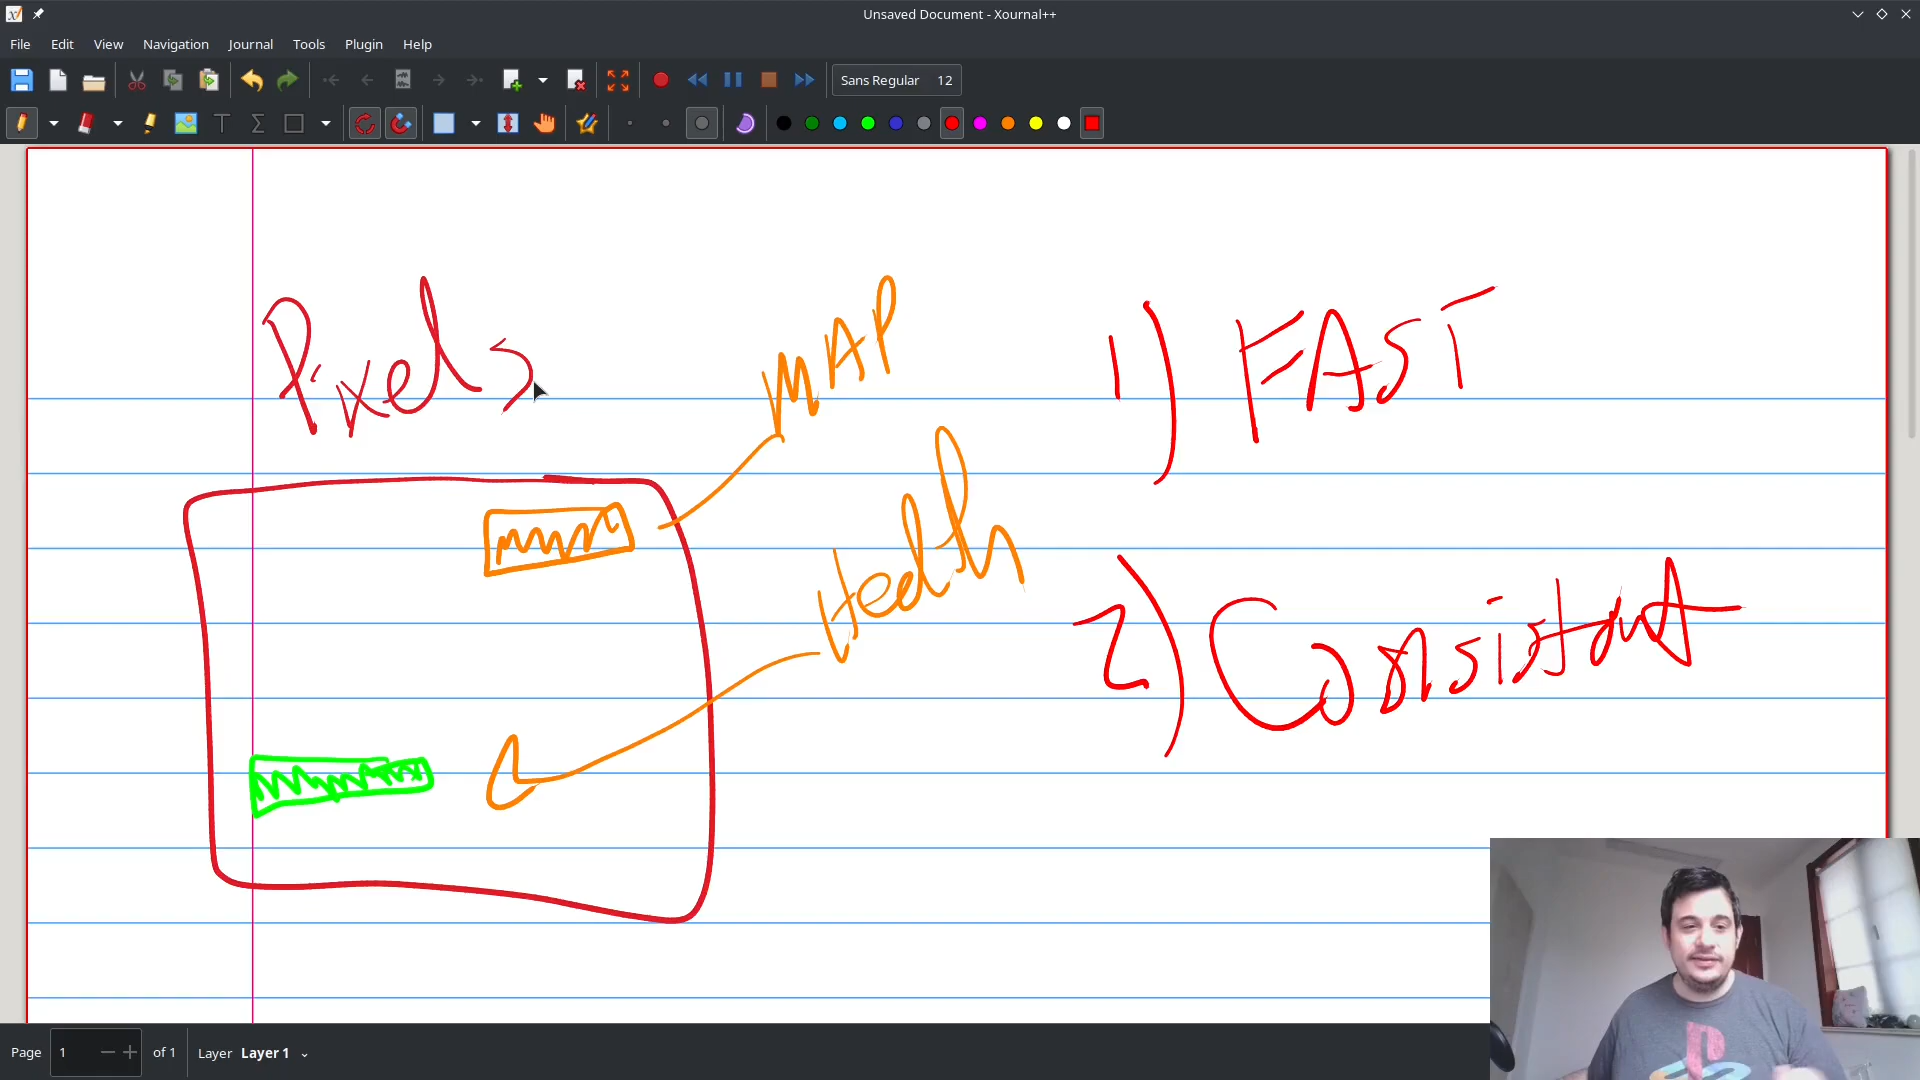 Unsaved Document - Xournal++
File Edit View Navigation Journal Tools Plugin Help
Sans Regular 12
Pixels
MAP
Health
1) FAST
2) Consistant
Page 1 of 1 Layer Layer 1